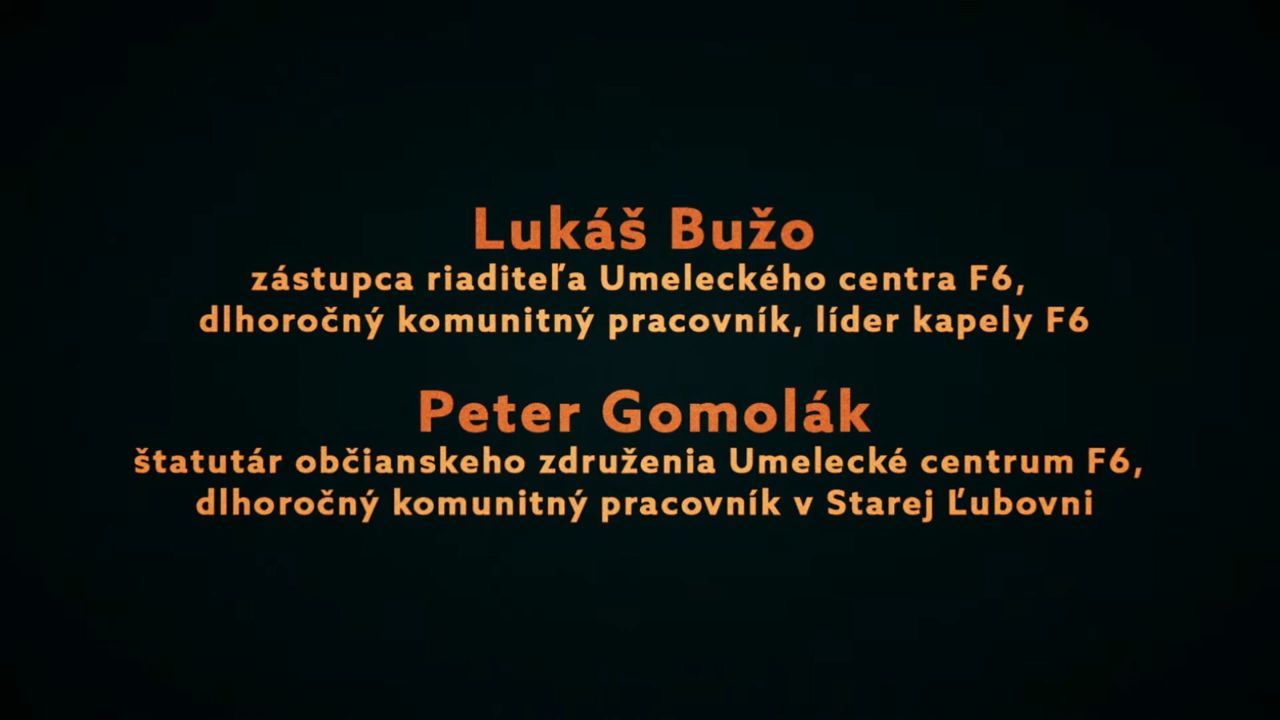 Lukáš Bužo
zástupca riaditeľa Umeleckého centra F6,
dlhoročný komunitný pracovník, líder kapely F6
Peter Gomolák
štatutár občianskeho združenia Umelecké centrum F6,
dlhoročný komunitný pracovník v Starej Ľubovni